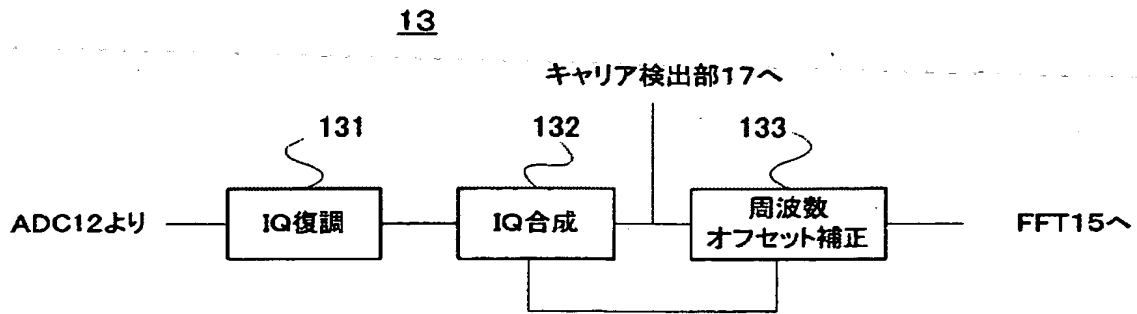 13
キャリア検出部17へ
131
132
133
ADC12より
IQ復調
IQ合成
周波数
オフセット補正
FFT15へ